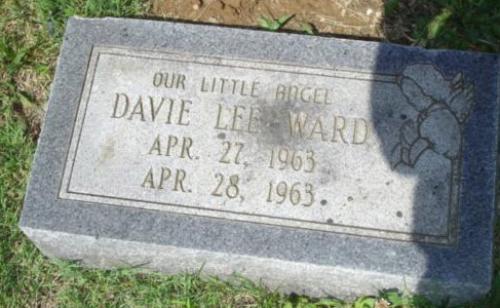 OUR LITTLE ANGEL
DAVIE LEE WARD
APR. 27, 1963
APR. 28, 1963